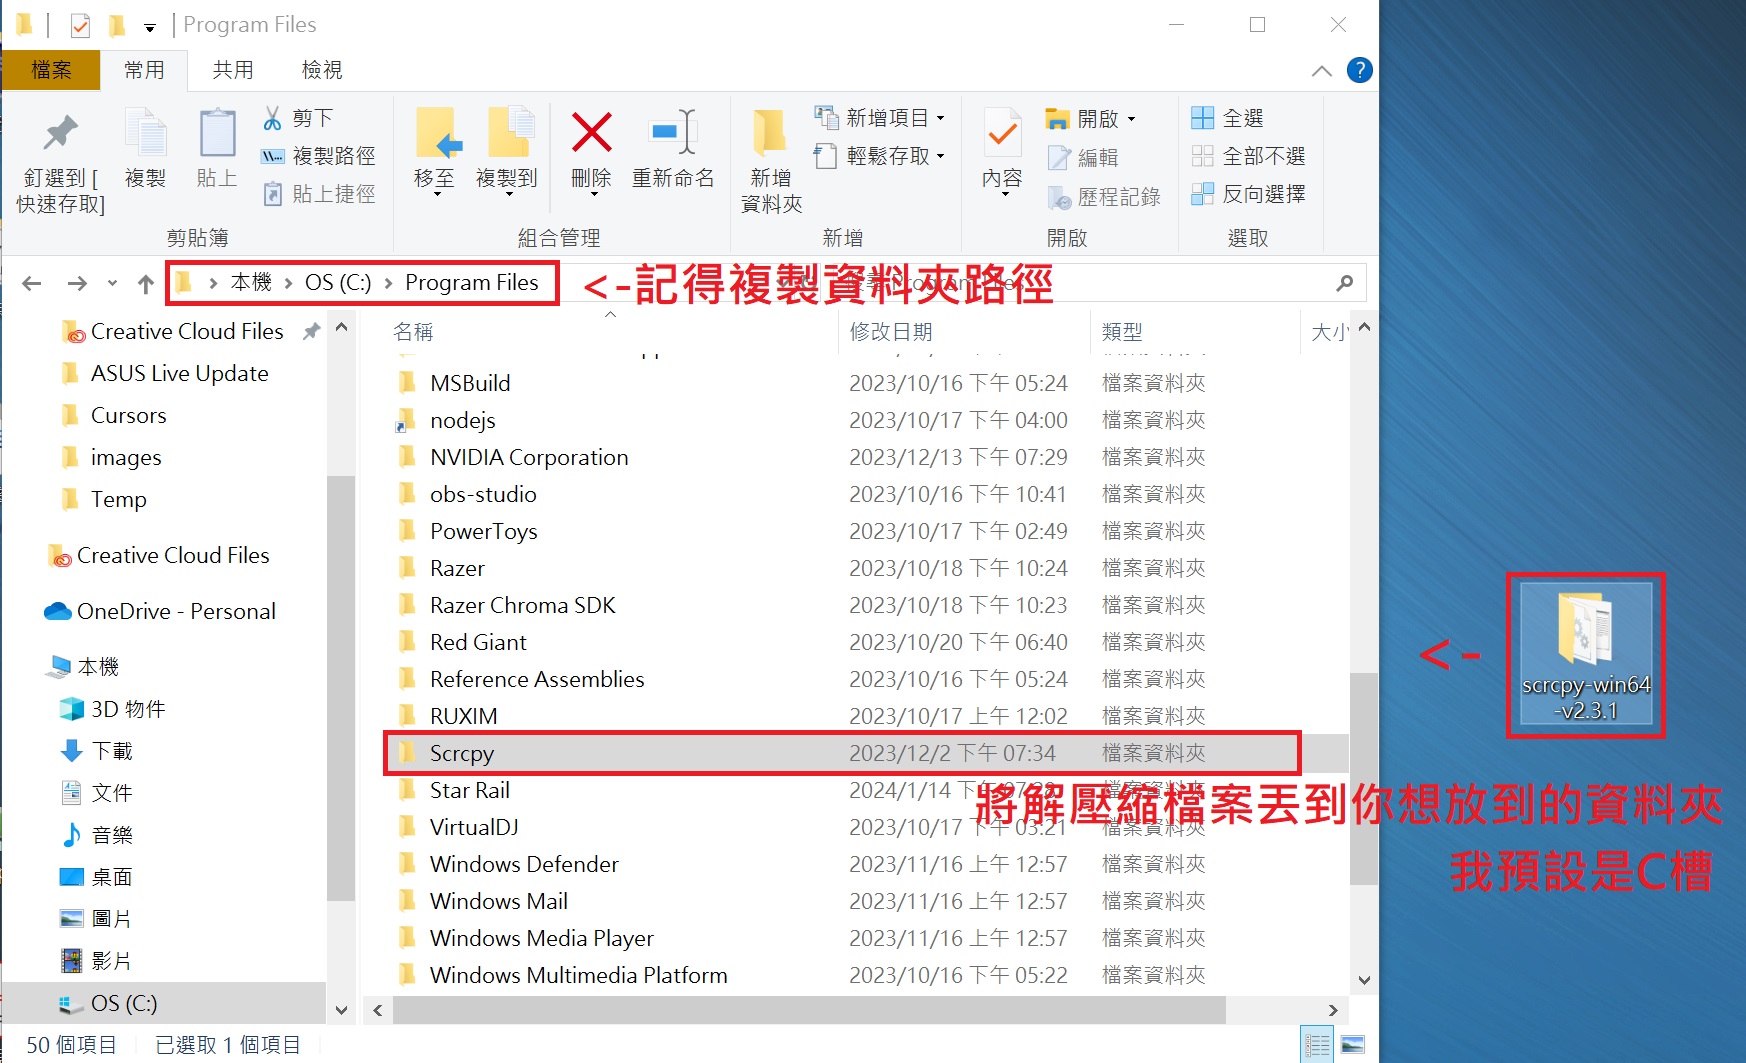 Program Files
檔案 常用 共用 檢視
釘選到 [
快速存取]
複製
貼上
剪下
複製路徑
貼上捷徑
剪貼簿
移至
複製到
刪除
重新命名
組合管理
新增
資料夾
新增項目
輕鬆存取
新增
內容
開啟
編輯
歷程記錄
開啟
全選
全部不選
反向選擇
選取
本機 > OS (C:) > Program Files
<-記得複製資料夾路徑
Creative Cloud Files
ASUS Live Update
Cursors
images
Temp
Creative Cloud Files
OneDrive - Personal
本機
3D 物件
下載
文件
音樂
桌面
圖片
影片
OS (C:)
名稱 修改日期 類型 大小
MSBuild 2023/10/16 下午 05:24 檔案資料夾
nodejs 2023/10/17 下午 04:00 檔案資料夾
NVIDIA Corporation 2023/12/13 下午 07:29 檔案資料夾
obs-studio 2023/10/16 下午 10:41 檔案資料夾
PowerToys 2023/10/17 下午 02:49 檔案資料夾
Razer 2023/10/18 下午 10:24 檔案資料夾
Razer Chroma SDK 2023/10/18 下午 10:23 檔案資料夾
Red Giant 2023/10/20 下午 06:40 檔案資料夾
Reference Assemblies 2023/10/16 下午 05:24 檔案資料夾
RUXIM 2023/10/17 上午 12:02 檔案資料夾
Scrcpy 2023/12/2 下午 07:34 檔案資料夾
Star Rail 2024/1/14 下午 07:28 檔案資料夾
VirtualDJ 2023/10/17 下午 03:21 檔案資料夾
Windows Defender 2023/11/16 上午 12:57 檔案資料夾
Windows Mail 2023/11/16 上午 12:57 檔案資料夾
Windows Media Player 2023/11/16 上午 12:57 檔案資料夾
Windows Multimedia Platform 2023/10/16 下午 05:22 檔案資料夾
<-
scrcpy-win64
-v2.3.1
將解壓縮檔案丟到你想放到的資料夾
我預設是C槽
50 個項目 已選取 1 個項目